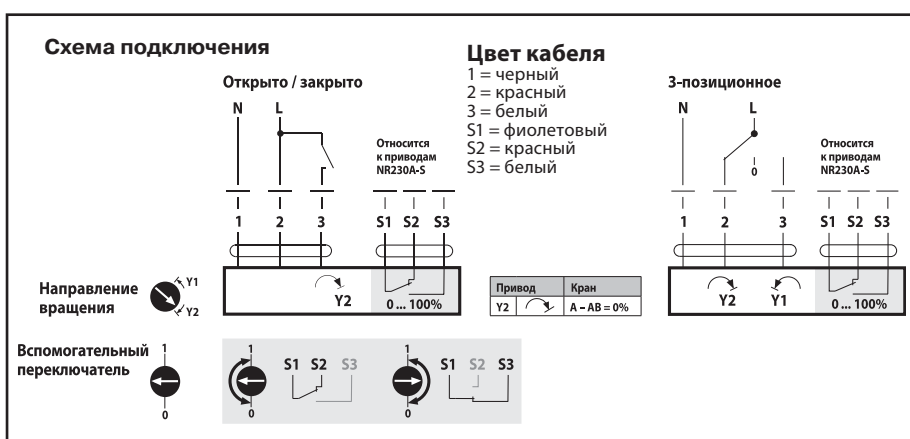 Схема подключения
Цвет кабеля
1 = черный
2 = красный
3 = белый
S1 = фиолетовый
S2 = красный
S3 = белый
Открыто / закрыто
N L
Относится
к приводам
NR230A-S
1 2 3 S1 S2 S3
Y2
0 ... 100%
3-позиционное
N L
0
Относится
к приводам
NR230A-S
1 2 3 S1 S2 S3
Y2 Y1
0 ... 100%
Направление
вращения
Y1
Y2
Привод Кран
Y2 A – AB = 0%
Вспомогательный
переключатель
1
0
1
0
S1 S2 S3
1
0
S1 S2 S3